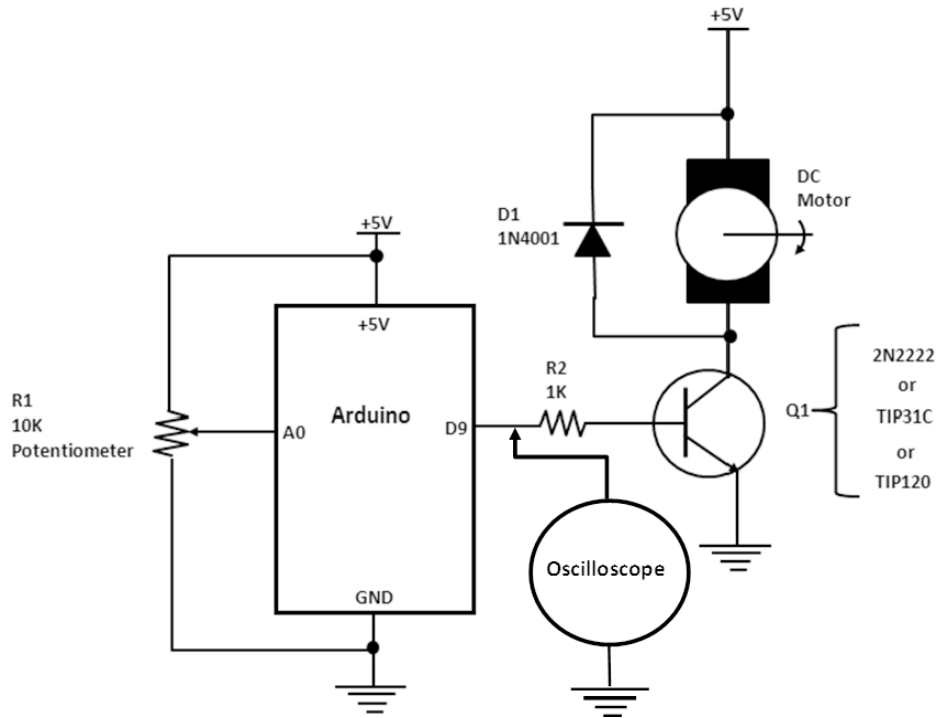 +5V
DC
Motor
D1
1N4001
+5V
+5V
R1
10K
Potentiometer
A0
Arduino
D9
R2
1K
Q1
2N2222
or
TIP31C
or
TIP120
Oscilloscope
GND